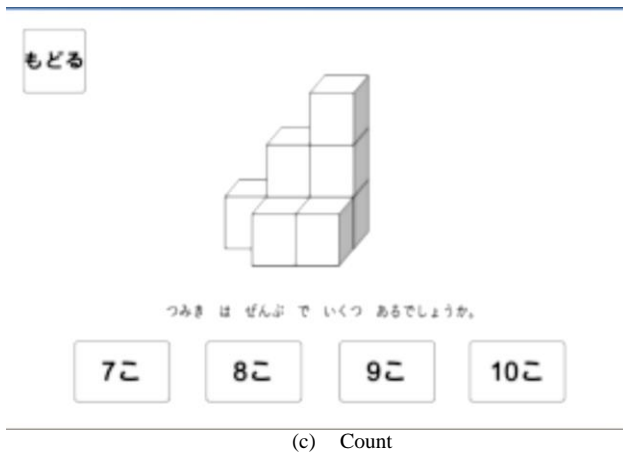 もどる
つみき は ぜんぶ で いくつ あるでしょうか。
7こ 8こ 9こ 10こ
(c) Count